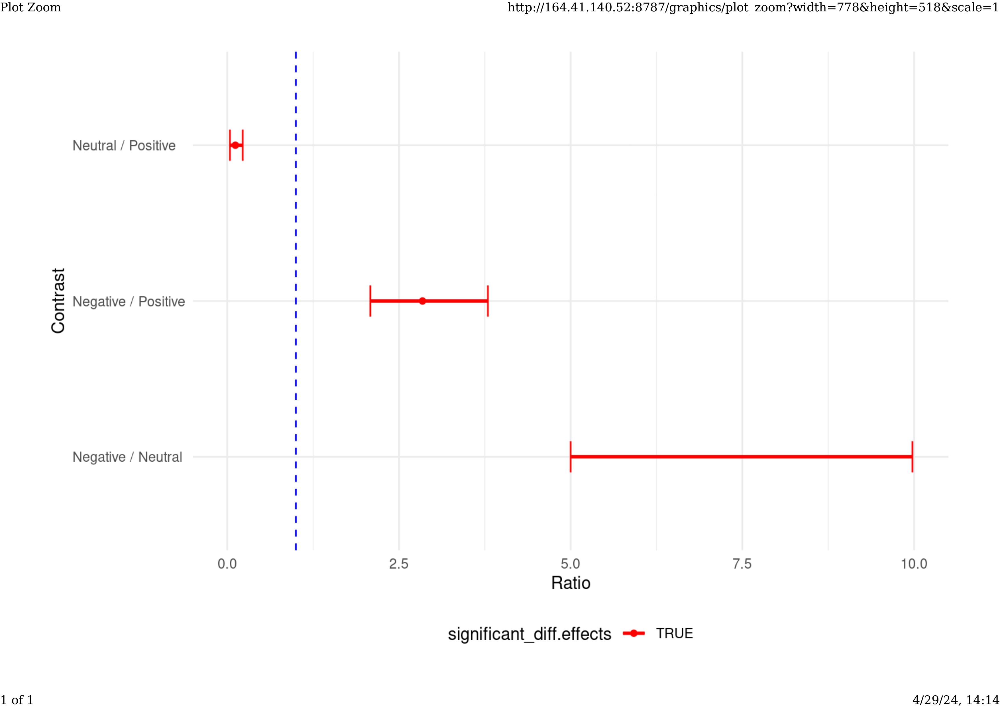 Plot Zoom
http://164.41.140.52:8787/graphics/plot_zoom?width=778&height=518&scale=1
Neutral / Positive
Negative / Positive
Negative / Neutral
Contrast
0.0 2.5 5.0 7.5 10.0
Ratio
significant_diff.effects TRUE
1 of 1
4/29/24, 14:14